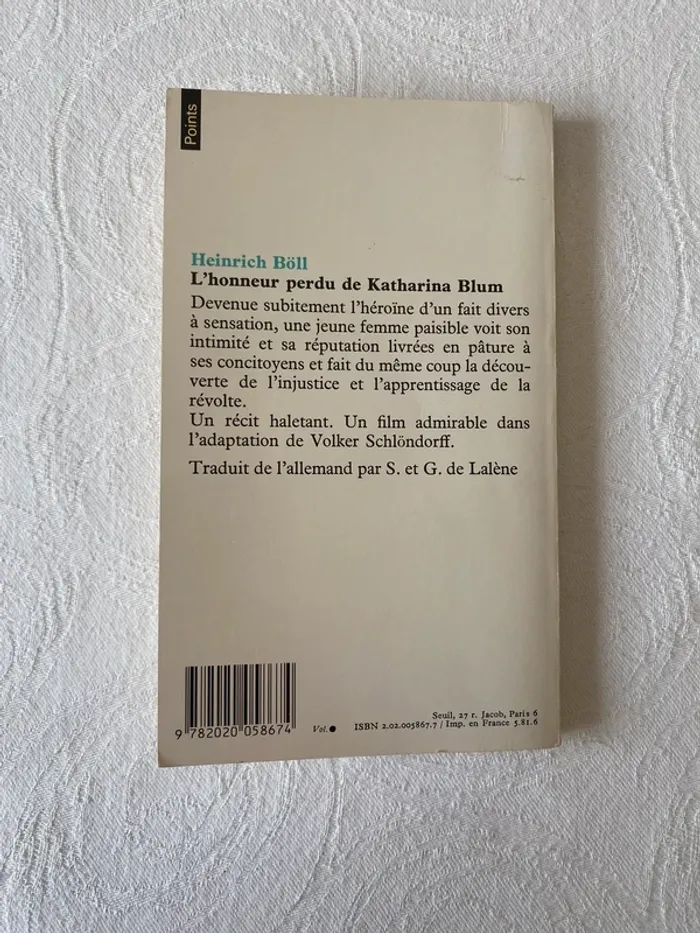 Points
Heinrich Böll
L'honneur perdu de Katharina Blum
Devenue subitement l'héroïne d'un fait divers
à sensation, une jeune femme paisible voit son
intimité et sa réputation livrées en pâture à
ses concitoyens et fait du même coup la décou-
verte de l'injustice et l'apprentissage de la
révolte.
Un récit haletant. Un film admirable dans
l'adaptation de Volker Schlöndorff.
Traduit de l'allemand par S. et G. de Lalène
Seuil, 27 r. Jacob, Paris 6
9 782020 058674 Vol. ● ISBN 2.02.005867.7 / Imp. en France 5.81.6